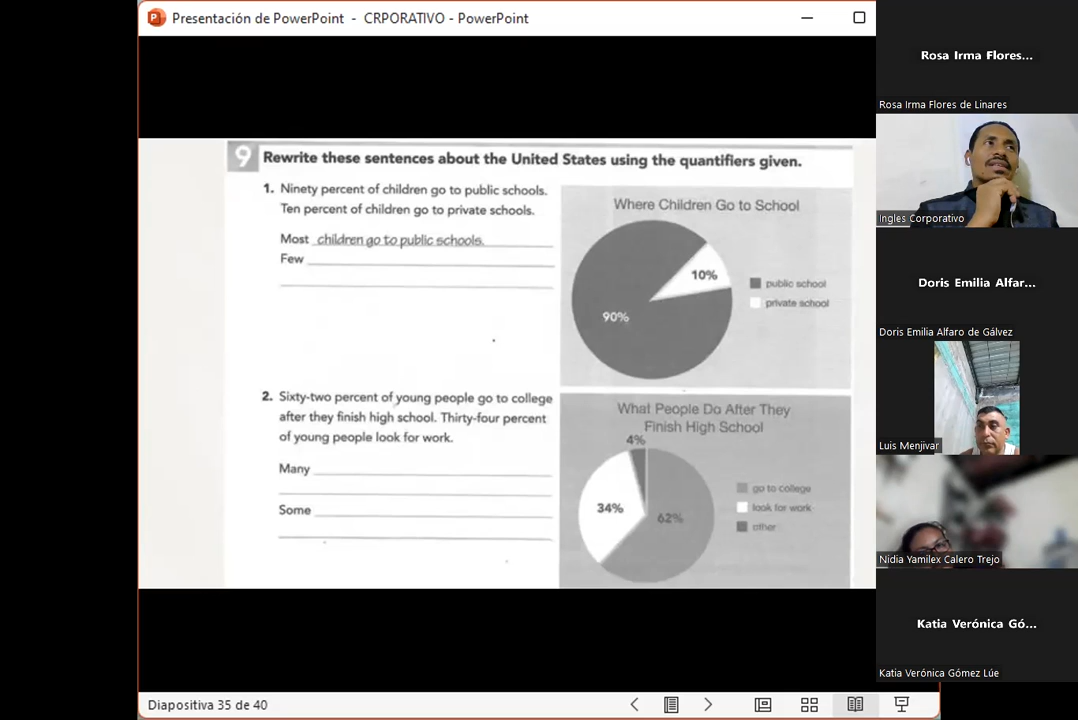 Presentación de PowerPoint - CRPORATIVO - PowerPoint
9 Rewrite these sentences about the United States using the quantifiers given.
1. Ninety percent of children go to public schools.
Ten percent of children go to private schools.
Most children go to public schools.
Few
Where Children Go to School
10%
90%
public school
private school
2. Sixty-two percent of young people go to college
after they finish high school. Thirty-four percent
of young people look for work.
Many
Some
What People Do After They
Finish High School
4%
34%
62%
go to college
look for work
other
Diapositiva 35 de 40
Rosa Irma Flores...
Rosa Irma Flores de Linares
Ingles Corporativo
Doris Emilia Alfar...
Doris Emilia Alfaro de Gálvez
Luis Menjivar
Nidia Yamilex Calero Trejo
Katia Verónica Gó...
Katia Verónica Gómez Lúe